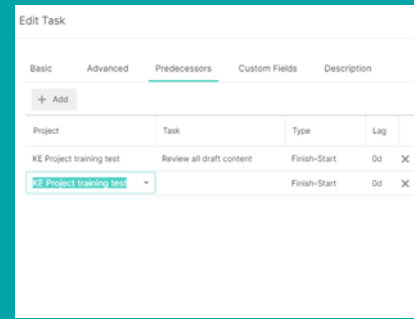 Edit Task
Basic Advanced Predecessors Custom Fields Description
+ Add
Project Task Type Lag
KE Project training test Review all draft content Finish-Start 0d
KE Project training test Finish-Start 0d